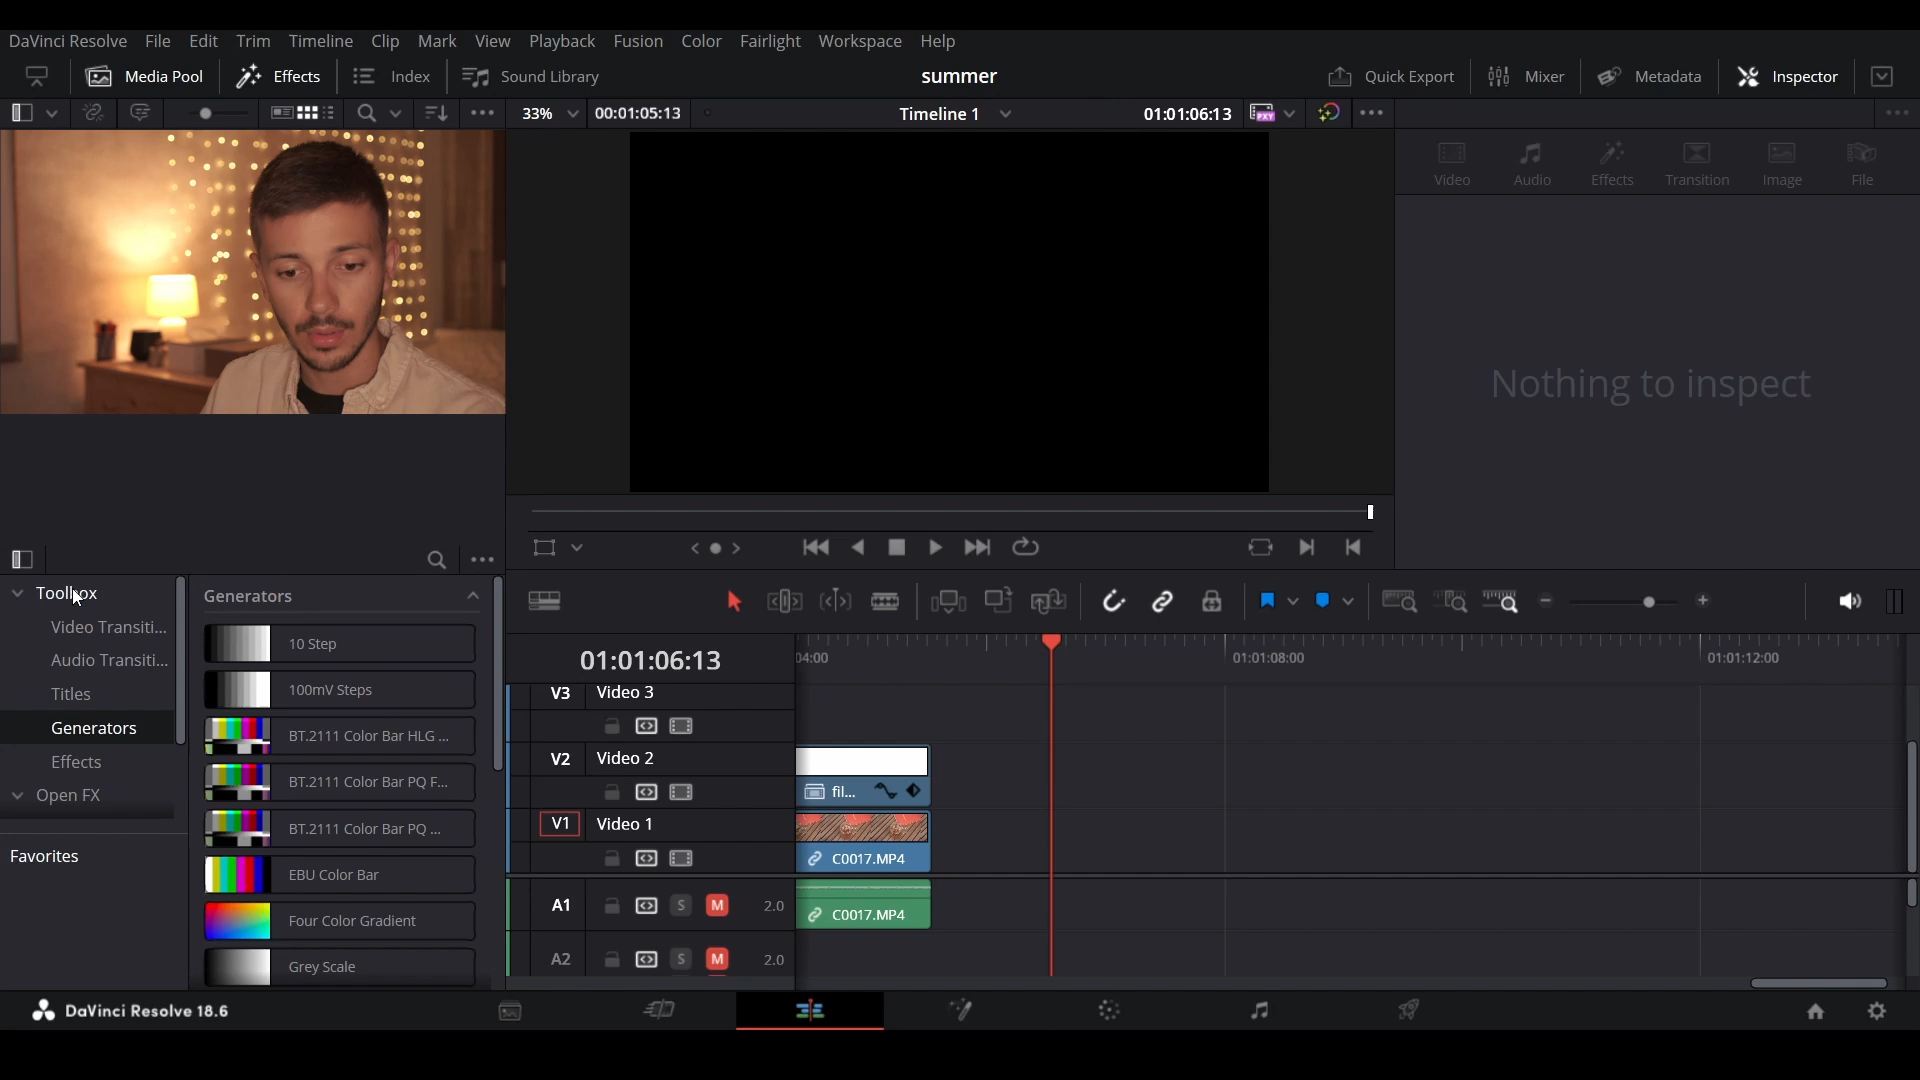 DaVinci Resolve File Edit Trim Timeline Clip Mark View Playback Fusion Color Fairlight Workspace Help
Media Pool Effects Index Sound Library summer Quick Export Mixer Metadata Inspector
33% 00:01:05:13 Timeline 1 01:01:06:13 PXY
Video Audio Effects Transition Image File
Nothing to inspect
Toolbox
Video Transiti...
Audio Transiti...
Titles
Generators
Effects
Open FX
Favorites
Generators
10 Step
100mV Steps
BT.2111 Color Bar HLG ...
BT.2111 Color Bar PQ F...
BT.2111 Color Bar PQ ...
EBU Color Bar
Four Color Gradient
Grey Scale
01:01:06:13
04:00 01:01:08:00 01:01:12:00
V3 Video 3
V2 Video 2
fil...
V1 Video 1
C0017.MP4
A1 S M 2.0
C0017.MP4
A2 S M 2.0
DaVinci Resolve 18.6